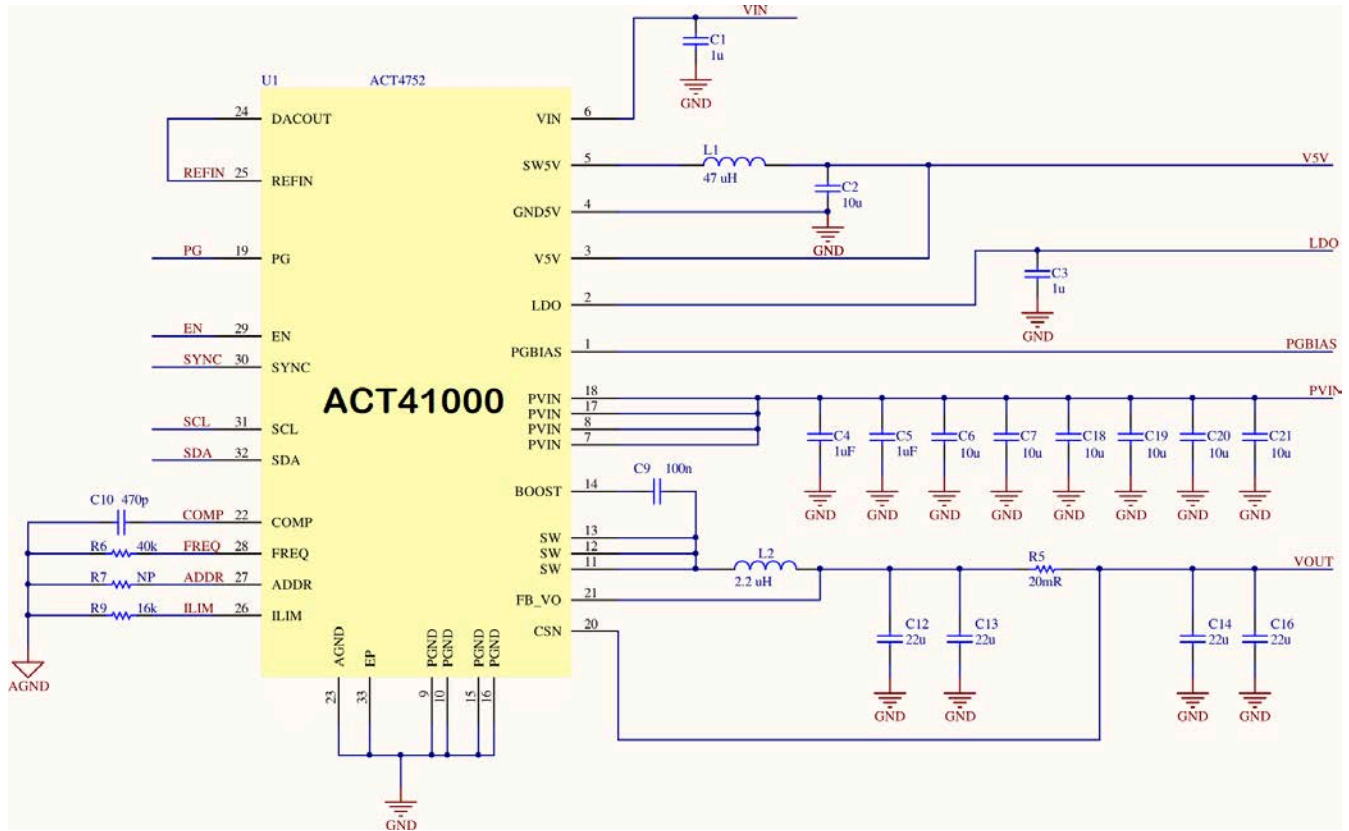 VIN
C1
1u
GND
U1 ACT4752
24 DACOUT
REFIN 25 REFIN
PG 19 PG
EN 29 EN
SYNC 30 SYNC
SCL 31 SCL
SDA 32 SDA
C10 470p COMP 22 COMP
R6 40k FREQ 28 FREQ
R7 NP ADDR 27 ADDR
R9 16k ILIM 26 ILIM
AGND
ACT41000
VIN 6
SW5V 5
GND5V 4
V5V 3
LDO 2
PGBIAS 1
PVIN 18
PVIN 17
PVIN 8
PVIN 7
BOOST 14
SW 13
SW 12
SW 11
FB_VO 21
CSN 20
AGND EP PGND PGND PGND PGND
23 33 9 10 15 16
GND
L1
47 uH
V5V
C2
10u
GND
LDO
C3
1u
GND
PGBIAS
PVIN
C4 C5 C6 C7 C18 C19 C20 C21
1uF 1uF 10u 10u 10u 10u 10u 10u
GND GND GND GND GND GND GND GND
C9 100n
L2
2.2 uH
R5
20mR
VOUT
C12 C13 C14 C16
22u 22u 22u 22u
GND GND GND GND